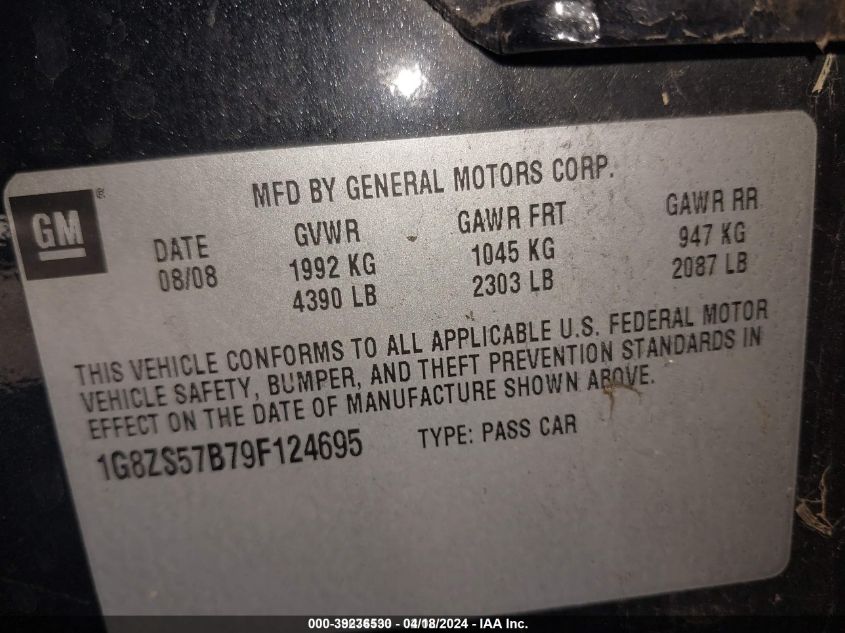 MFD BY GENERAL MOTORS CORP.
GM®
DATE GVWR GAWR FRT GAWR RR
08/08 1992 KG 1045 KG 947 KG
4390 LB 2303 LB 2087 LB
THIS VEHICLE CONFORMS TO ALL APPLICABLE U.S. FEDERAL MOTOR
VEHICLE SAFETY, BUMPER, AND THEFT PREVENTION STANDARDS IN
EFFECT ON THE DATE OF MANUFACTURE SHOWN ABOVE.
1G8ZS57B79F124695 TYPE: PASS CAR
000-39236530 - 04/18/2024 - IAA Inc.